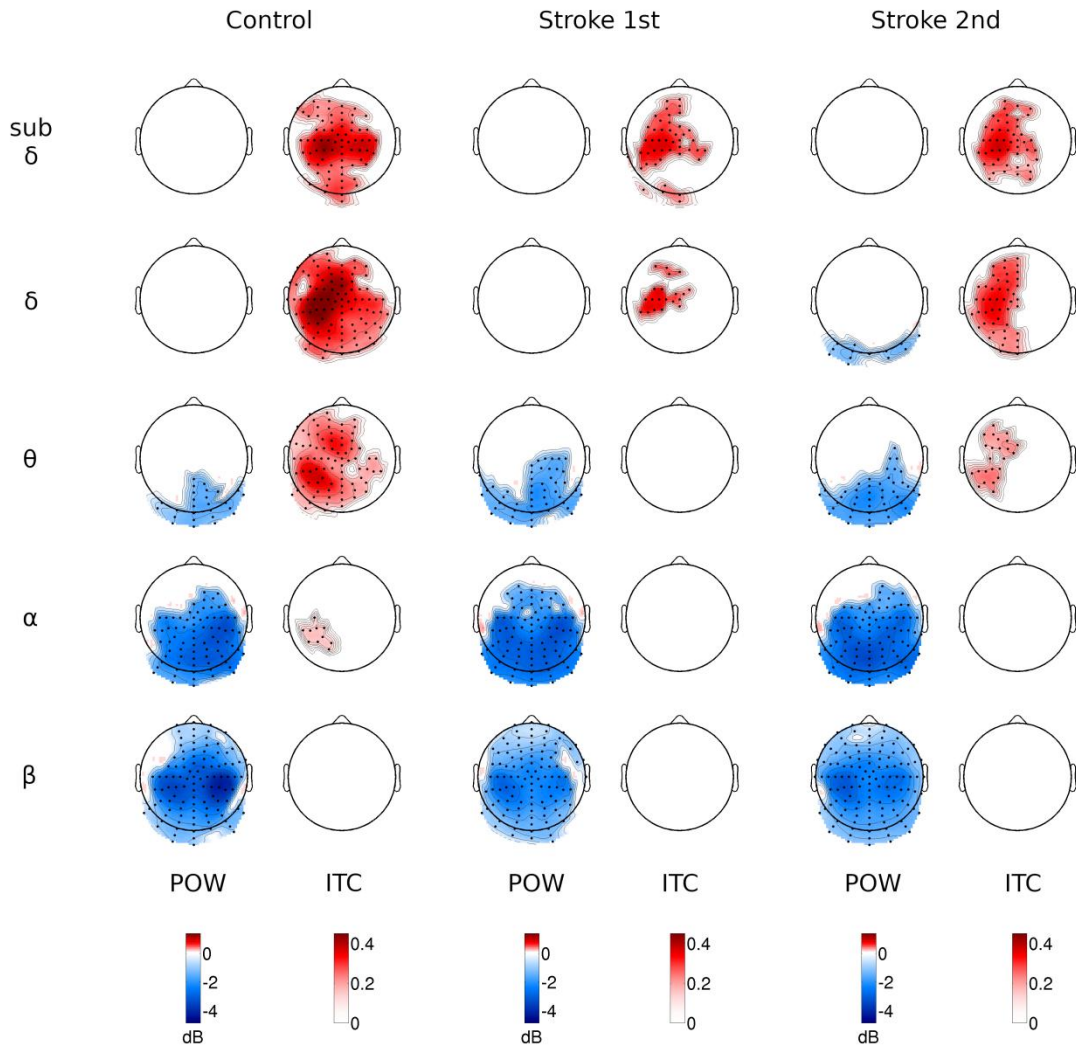 Control Stroke 1st Stroke 2nd
sub
δ
δ
θ
α
β
POW ITC POW ITC POW ITC
0 0.4 0 0.4 0 0.4
-2 0.2 -2 0.2 -2 0.2
-4 0 -4 0 -4 0
dB dB dB